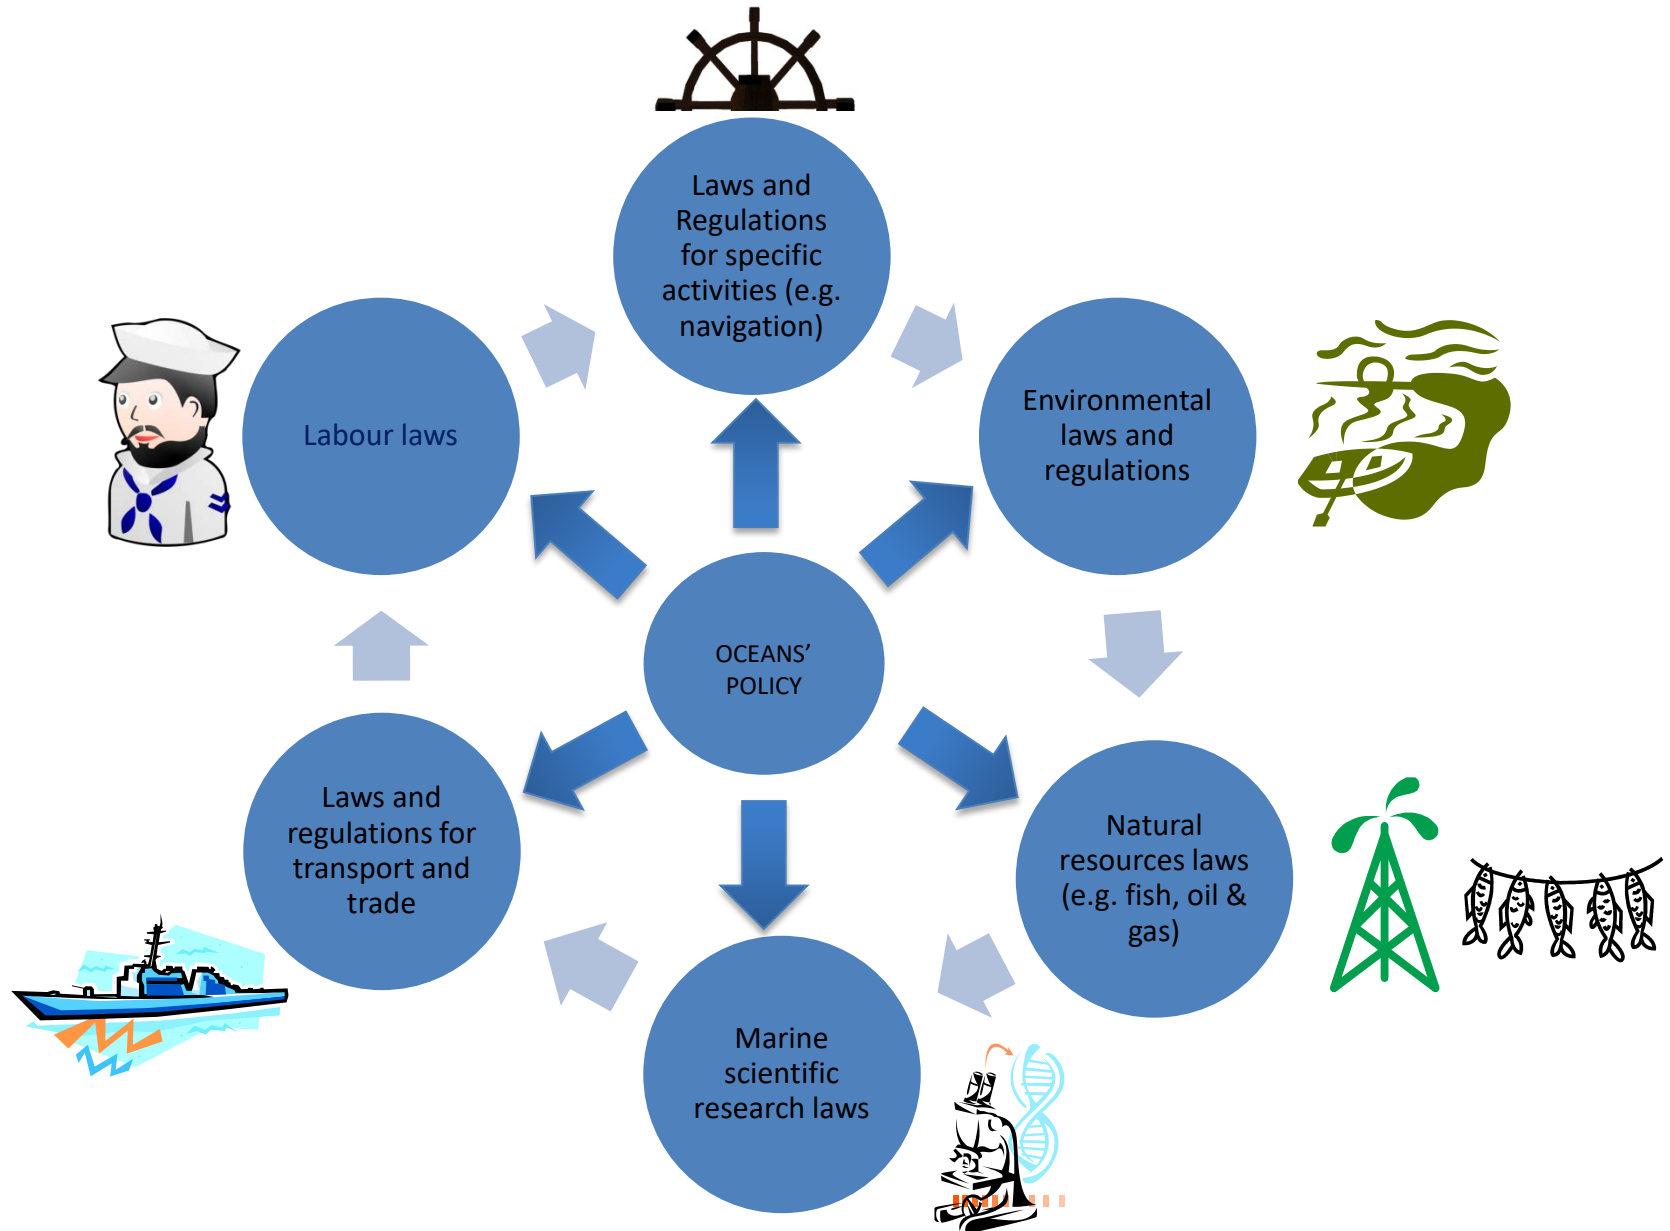 Laws and
Regulations
for specific
activities (e.g.
navigation)
Environmental
laws and
regulations
Natural
resources laws
(e.g. fish, oil &
gas)
Marine
scientific
research laws
Laws and
regulations for
transport and
trade
Labour laws
OCEANS’
POLICY